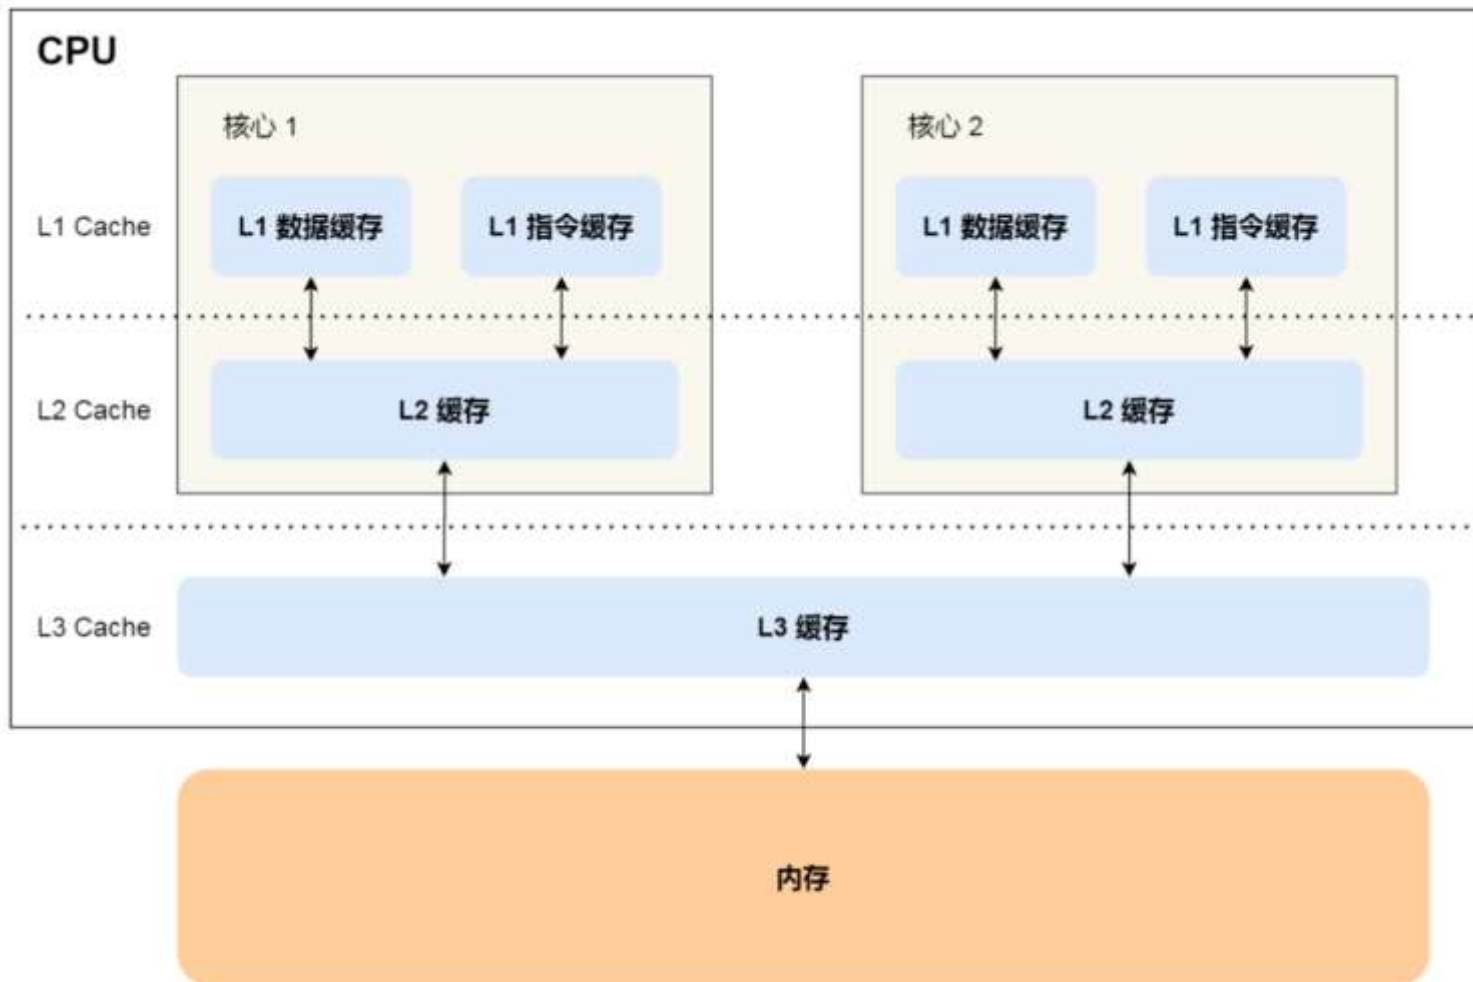 CPU
核心 1
核心 2
L1 Cache
L1 数据缓存
L1 指令缓存
L1 数据缓存
L1 指令缓存
L2 Cache
L2 缓存
L2 缓存
L3 Cache
L3 缓存
内存